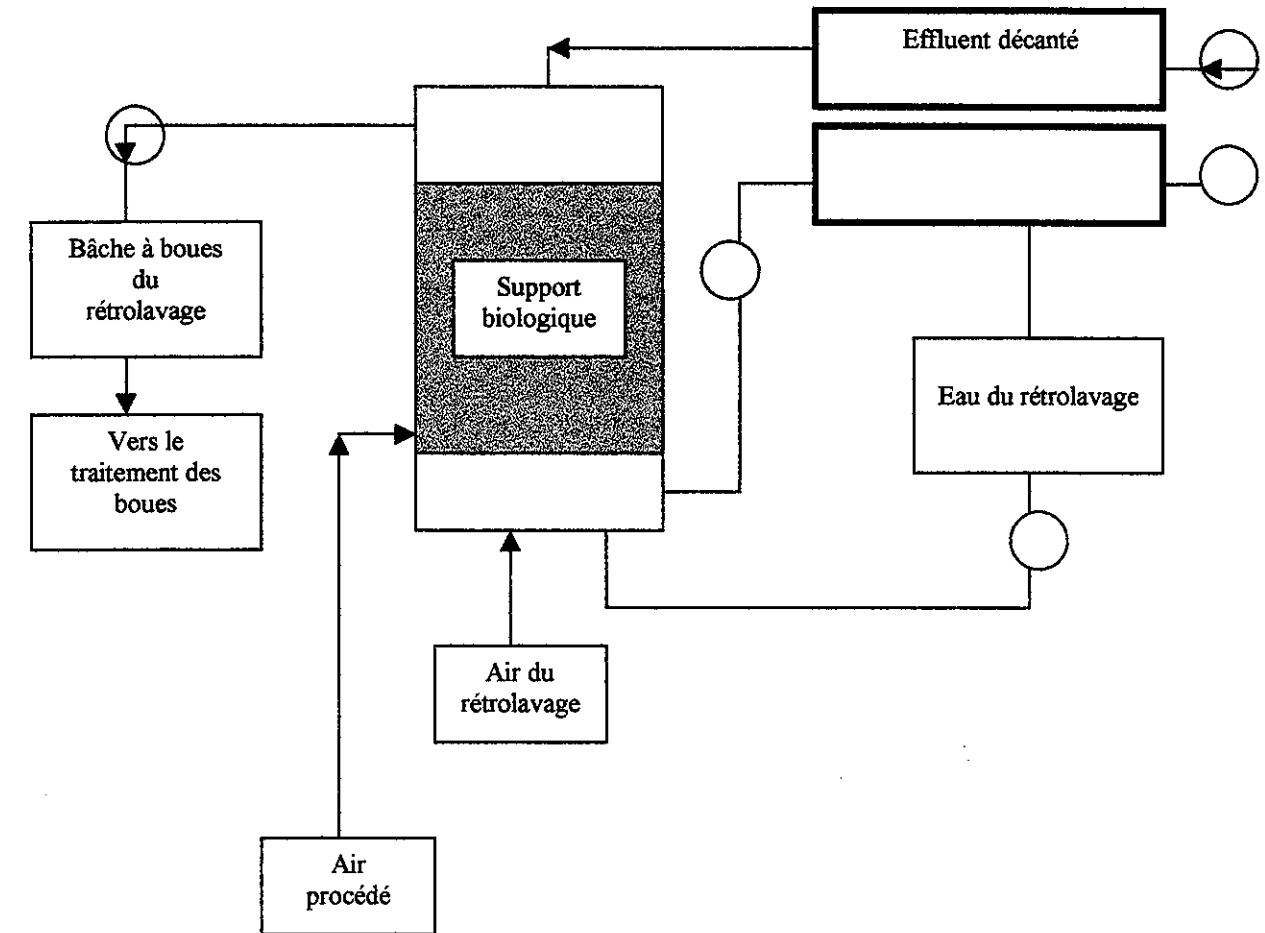 Effluent décanté
Bâche à boues
du
rétrolavage
Support
biologique
Eau du rétrolavage
Vers le
traitement des
boues
Air du
rétrolavage
Air
procédé